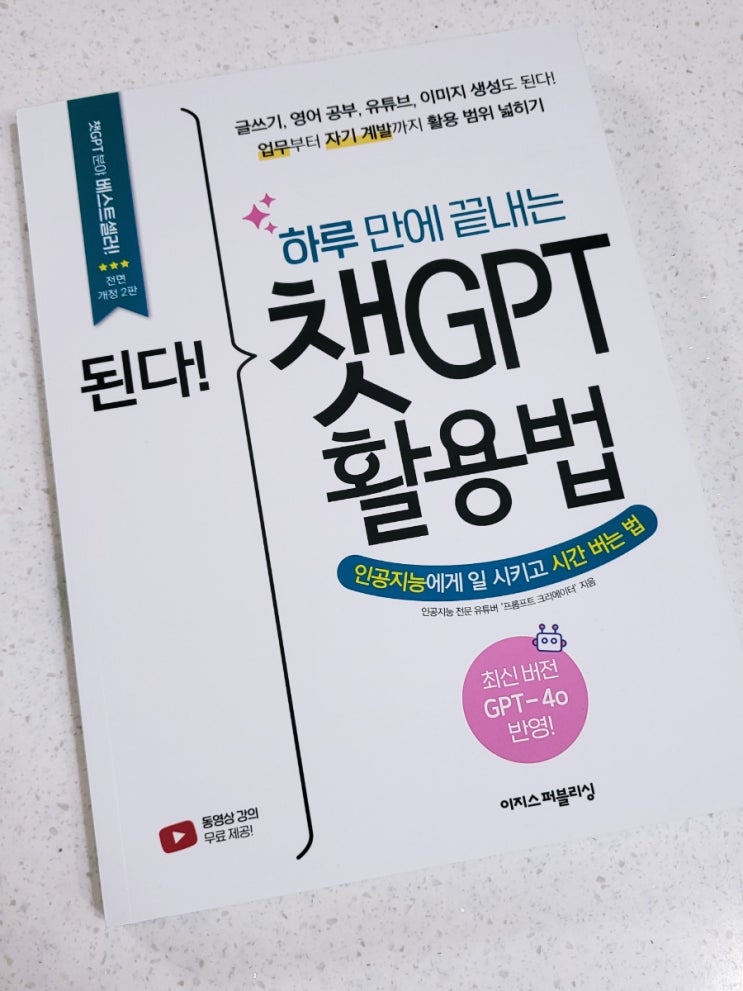 글쓰기, 영어 공부, 유튜브, 이미지 생성도 된다!
업무부터 자기 계발까지 활용 범위 넓히기
챗GPT 분야 베스트셀러!
전면
개정 2판
된다!
하루 만에 끝내는
챗GPT
활용법
인공지능에게 일 시키고 시간 버는 법
인공지능 전문 유튜버 '프롬프트 크리에이터' 지음
최신 버전
GPT-4o
반영!
동영상 강의
무료 제공!
이지스 퍼블리싱